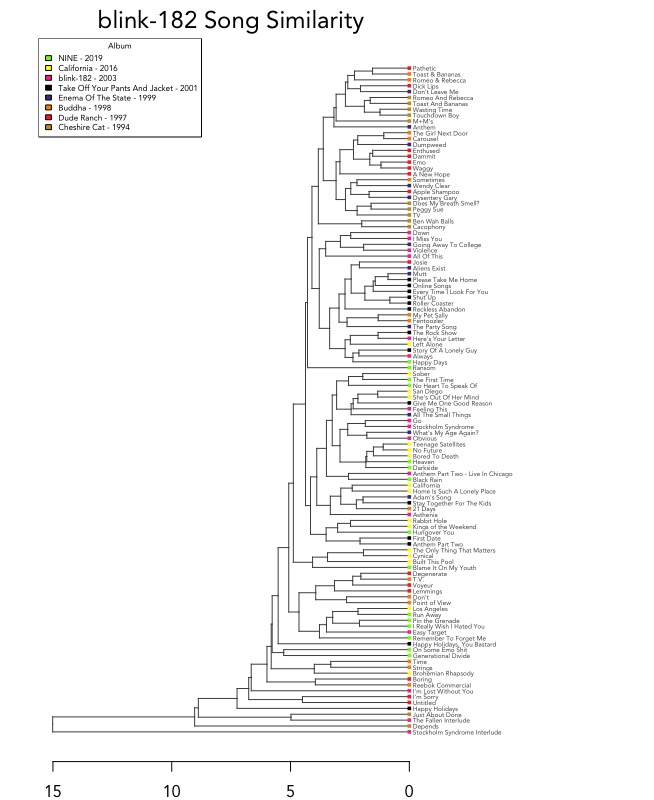 blink-182 Song Similarity
Album
NINE - 2019
California - 2016
blink-182 - 2003
Take Off Your Pants And Jacket - 2001
Enema Of The State - 1999
Buddha - 1998
Dude Ranch - 1997
Cheshire Cat - 1994
Pathetic
Toast & Bananas
Romeo & Rebecca
Dick Lips
Don't Leave Me
Romeo And Rebecca
Toast And Bananas
Wasting Time
Touchdown Boy
M+M's
Anthem
The Girl Next Door
Carousel
Dumpweed
Enthused
Dammit
Emo
Waggy
A New Hope
Sometimes
Wendy Clear
Apple Shampoo
Dysentery Gary
Does My Breath Smell?
Peggy Sue
TV
Ben Wah Balls
Cacophony
Down
I Miss You
Going Away To College
Violence
All Of This
Josie
Aliens Exist
Mutt
Please Take Me Home
Online Songs
Every Time I Look For You
Shut Up
Roller Coaster
Reckless Abandon
My Pet Sally
Fentoozler
The Party Song
The Rock Show
Here's Your Letter
Left Alone
Story Of A Lonely Guy
Always
Happy Days
Ransom
Sober
The First Time
No Heart To Speak Of
San Diego
She's Out Of Her Mind
Give Me One Good Reason
Feeling This
All The Small Things
Go
Stockholm Syndrome
What's My Age Again?
Obvious
Teenage Satellites
No Future
Bored To Death
Heaven
Darkside
Anthem Part Two - Live In Chicago
Black Rain
California
Home Is Such A Lonely Place
Adam's Song
Stay Together For The Kids
21 Days
Asthenia
Rabbit Hole
Kings of the Weekend
Hungover You
First Date
Anthem Part Two
The Only Thing That Matters
Cynical
Built This Pool
Blame It On My Youth
Degenerate
T.V.
Voyeur
Lemmings
Don't
Point of View
Los Angeles
Run Away
Pin the Grenade
I Really Wish I Hated You
Easy Target
Remember To Forget Me
Happy Holidays, You Bastard
On Some Emo Shit
Generational Divide
Time
Strings
Brohemian Rhapsody
Boring
Reebok Commercial
I'm Lost Without You
I'm Sorry
Untitled
Happy Holidays
Just About Done
The Fallen Interlude
Depends
Stockholm Syndrome Interlude
15 10 5 0